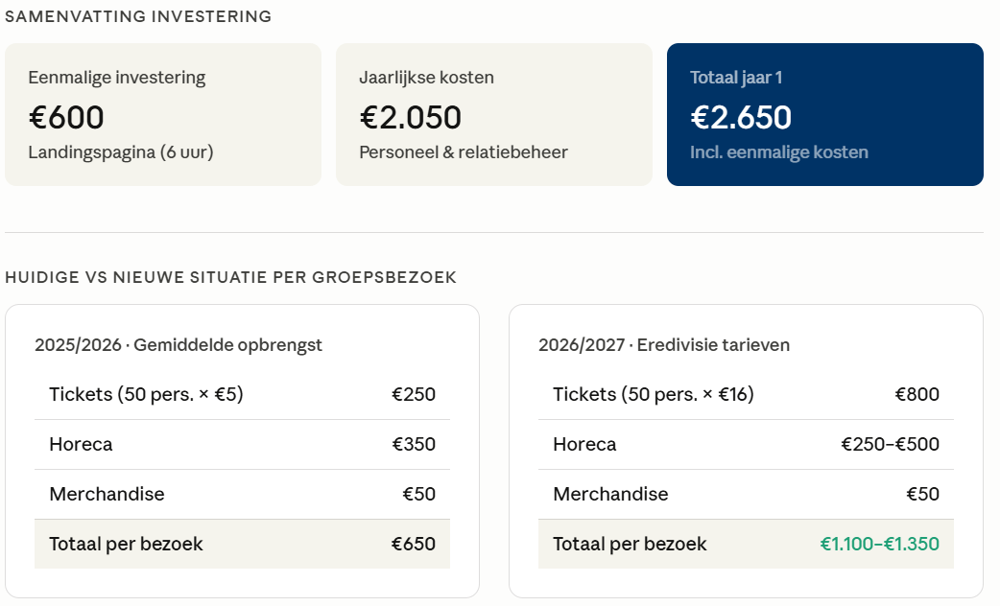 SAMENVATTING INVESTERING
Eenmalige investering
€600
Landingspagina (6 uur)
Jaarlijkse kosten
€2.050
Personeel & relatiebeheer
Totaal jaar 1
€2.650
Incl. eenmalige kosten
HUIDIGE VS NIEUWE SITUATIE PER GROEPSBEZOEK
2025/2026 · Gemiddelde opbrengst
Tickets (50 pers. × €5) €250
Horeca €350
Merchandise €50
Totaal per bezoek €650
2026/2027 · Eredivisie tarieven
Tickets (50 pers. × €16) €800
Horeca €250–€500
Merchandise €50
Totaal per bezoek €1.100–€1.350